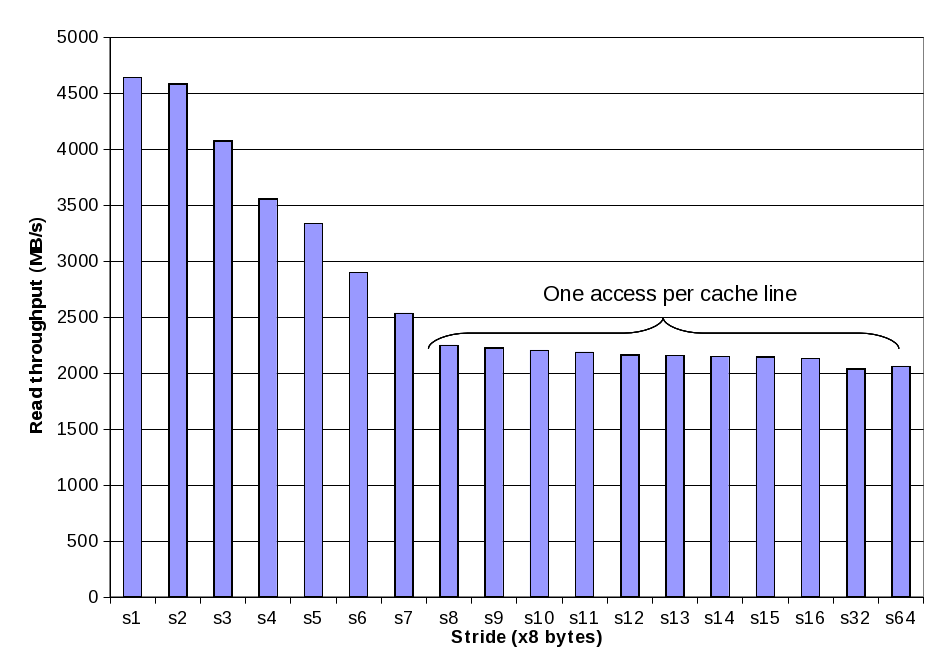 5000
4500
4000
3500
3000
2500
2000
1500
1000
500
0
Read throughput (MB/s)
One access per cache line
s1 s2 s3 s4 s5 s6 s7 s8 s9 s10 s11 s12 s13 s14 s15 s16 s32 s64
Stride (x8 bytes)